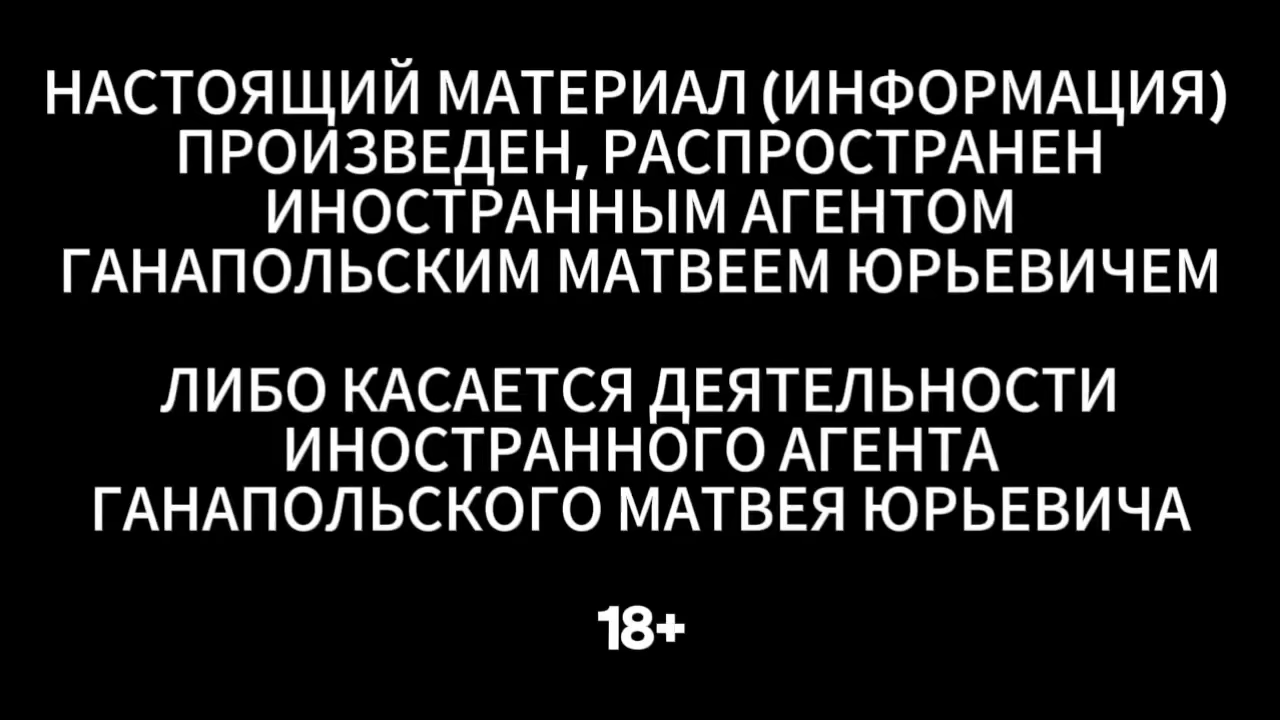 НАСТОЯЩИЙ МАТЕРИАЛ (ИНФОРМАЦИЯ)
ПРОИЗВЕДЕН, РАСПРОСТРАНЕН
ИНОСТРАННЫМ АГЕНТОМ
ГАНАПОЛЬСКИМ МАТВЕЕМ ЮРЬЕВИЧЕМ
ЛИБО КАСАЕТСЯ ДЕЯТЕЛЬНОСТИ
ИНОСТРАННОГО АГЕНТА
ГАНАПОЛЬСКОГО МАТВЕЯ ЮРЬЕВИЧА
18+